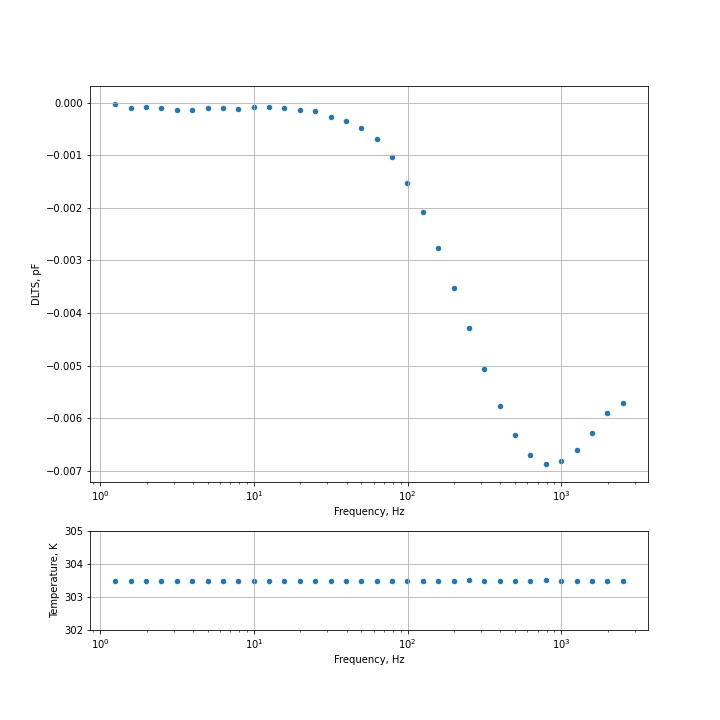 0.000
−0.001
−0.002
−0.003
−0.004
−0.005
−0.006
−0.007
DLTS, pF
10⁰ 10¹ 10² 10³
Frequency, Hz
305
304
303
302
Temperature, K
10⁰ 10¹ 10² 10³
Frequency, Hz